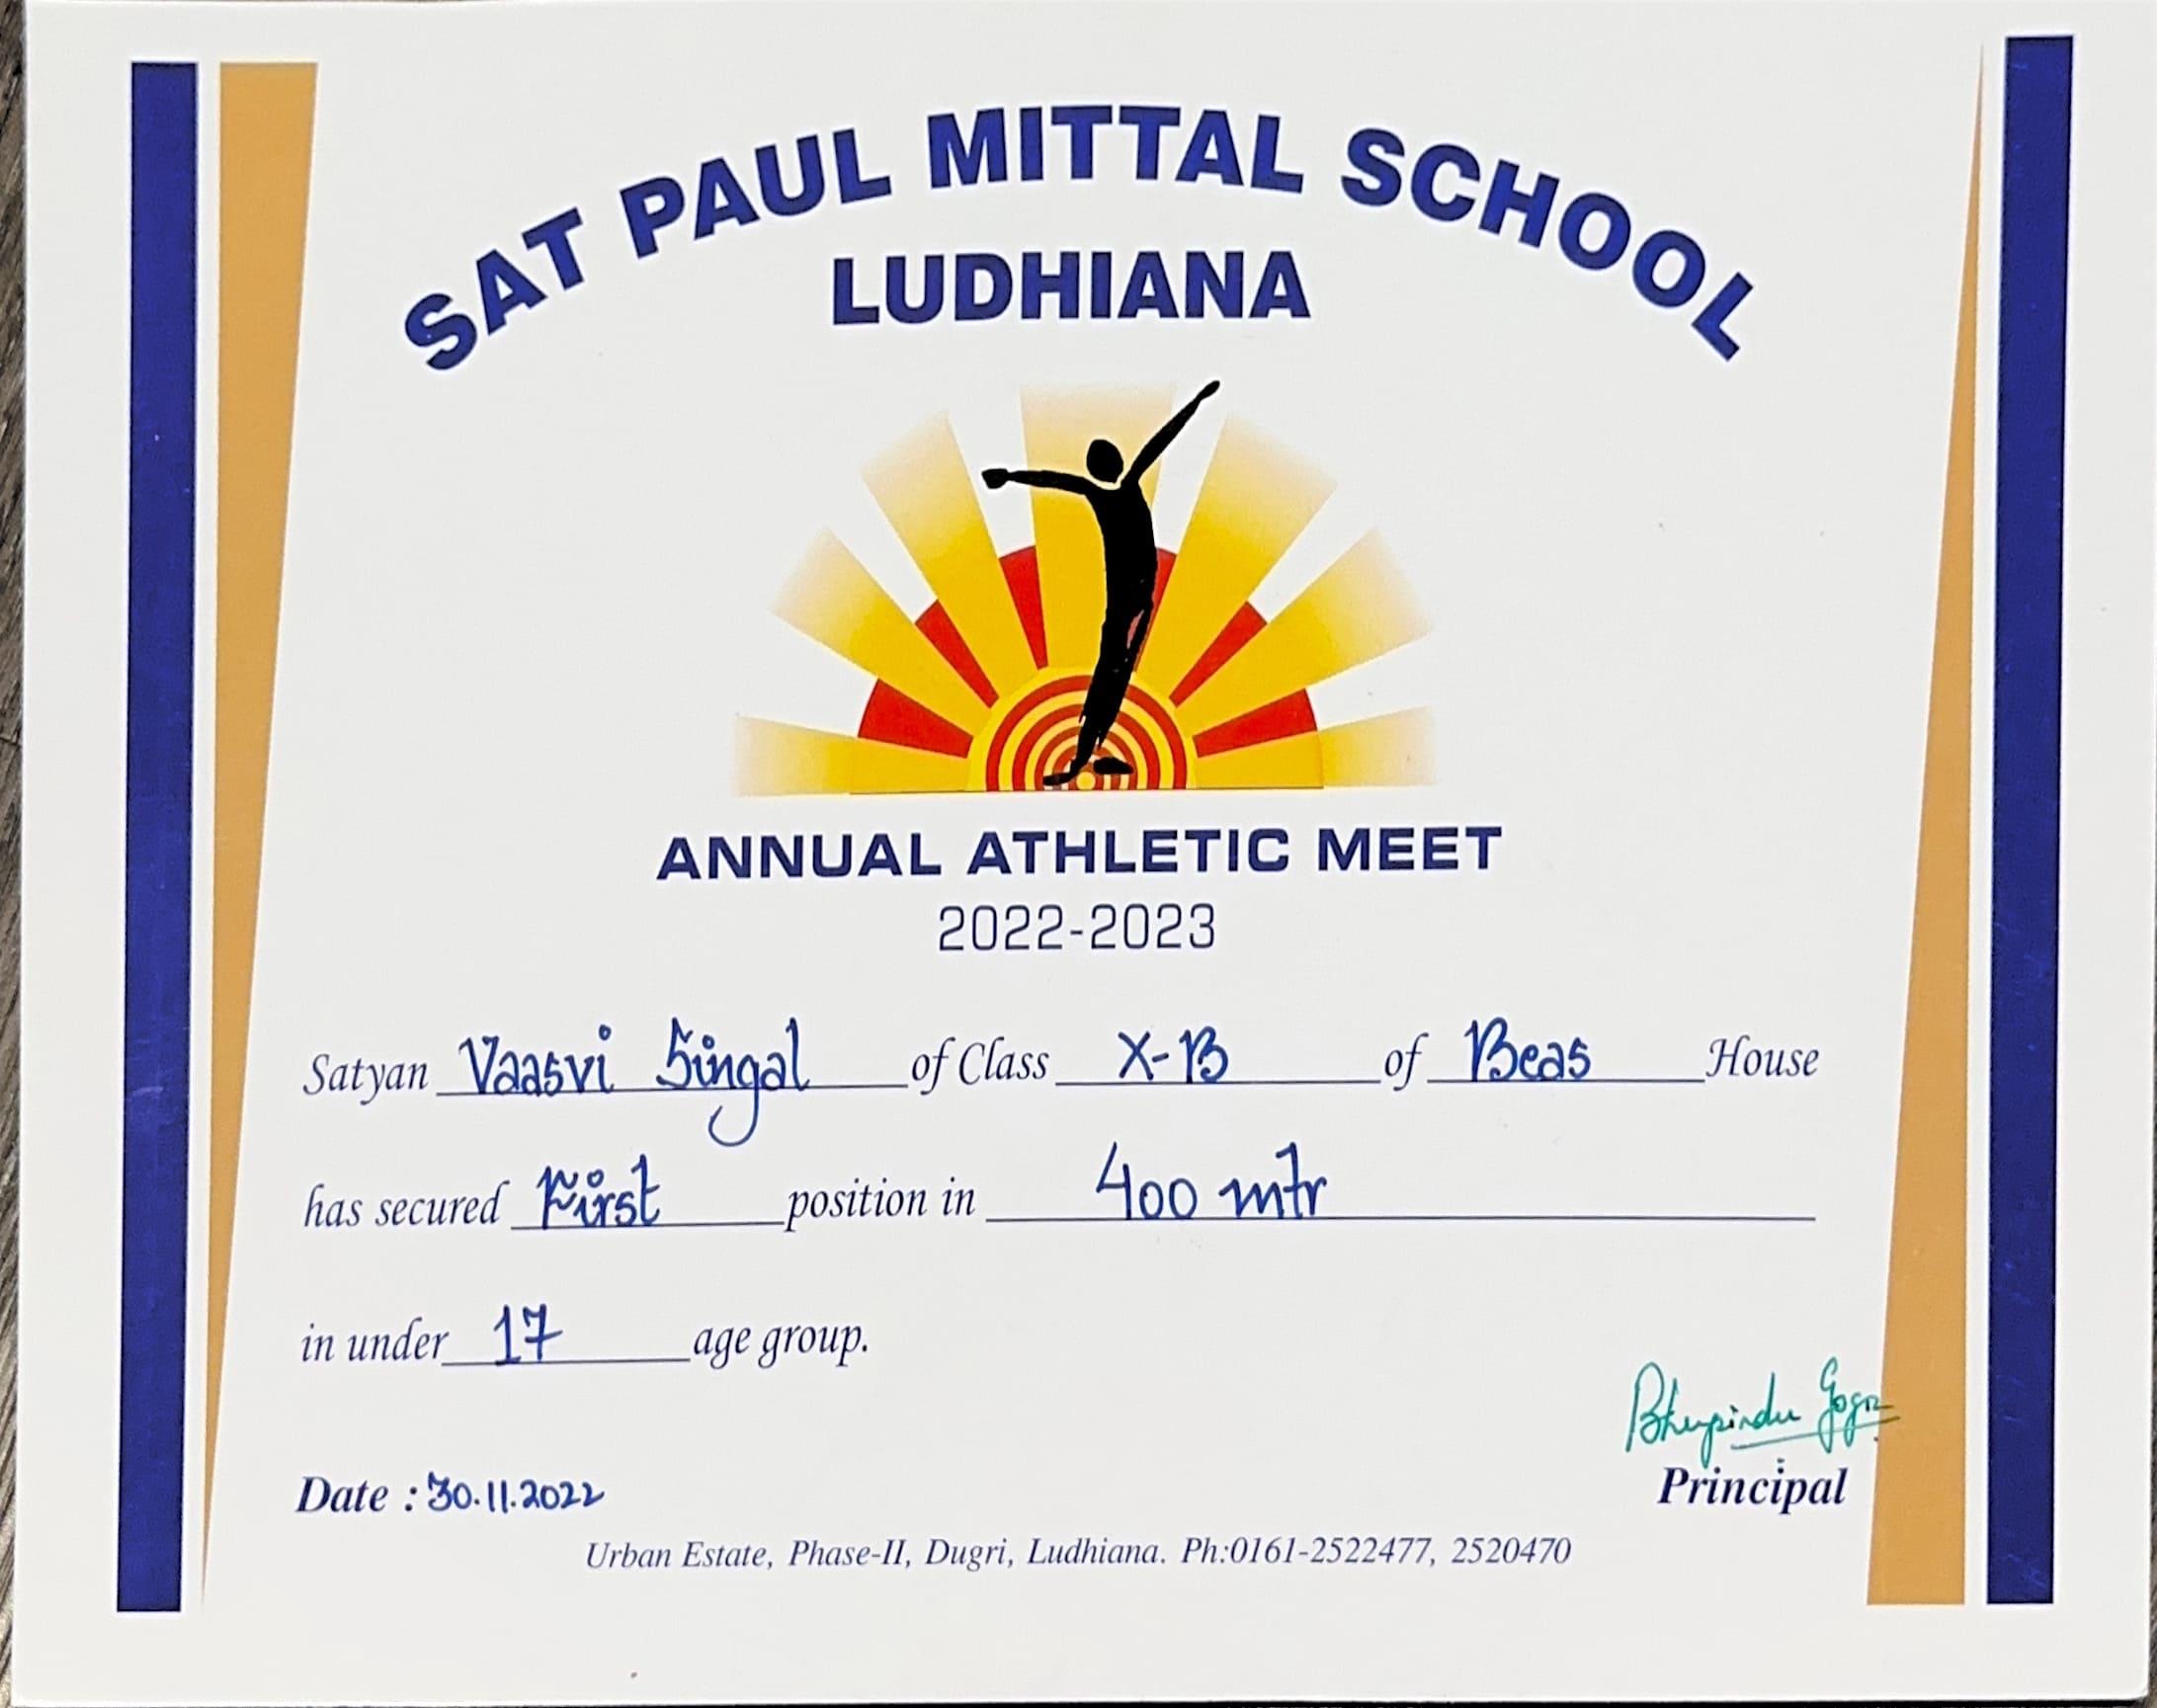 SAT PAUL MITTAL SCHOOL
LUDHIANA
ANNUAL ATHLETIC MEET
2022-2023
Satyan Vaasvi Singal of Class X-B of Beas House
has secured First position in 400 mtr
in under 17 age group.
Bhupinder Gogia
Date : 30.11.2022 Principal
Urban Estate, Phase-II, Dugri, Ludhiana. Ph:0161-2522477, 2520470